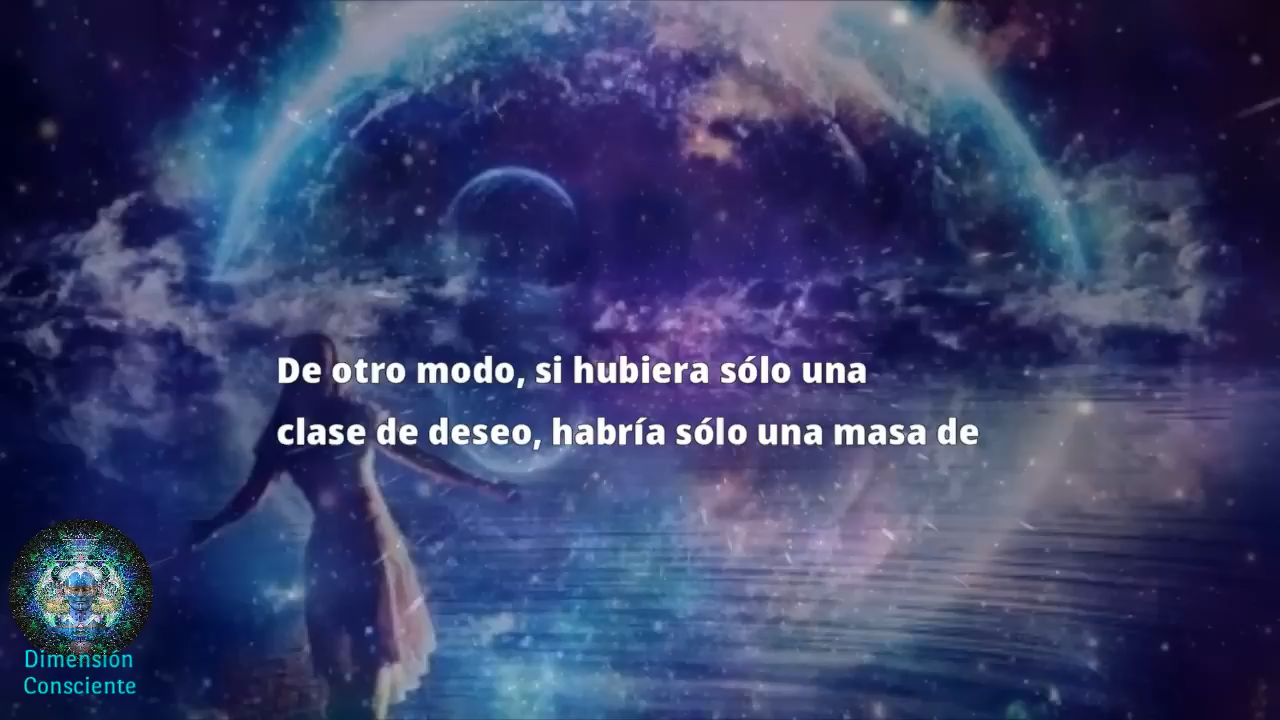 De otro modo, si hubiera sólo una
clase de deseo, habría sólo una masa de
Dimensión
Consciente